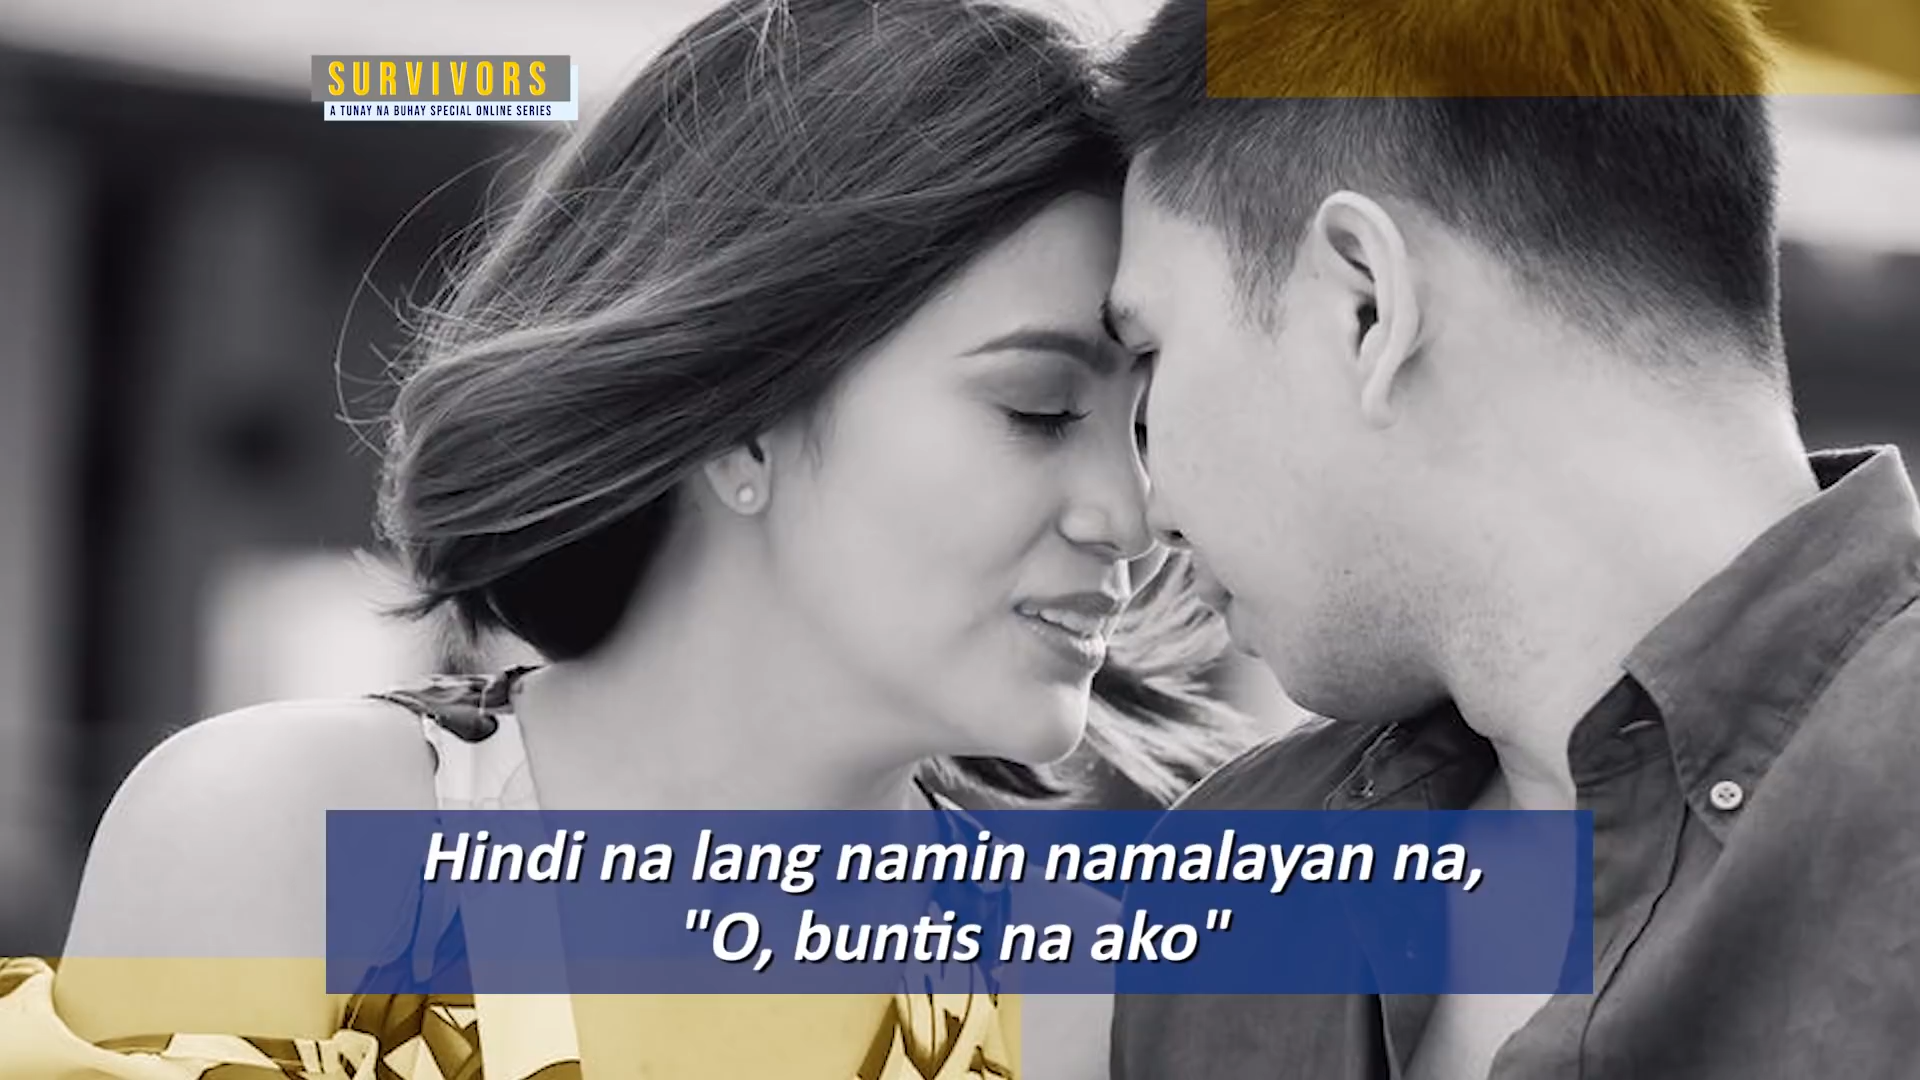 SURVIVORS
A TUNAY NA BUHAY SPECIAL ONLINE SERIES
Hindi na lang namin namalayan na,
"O, buntis na ako"